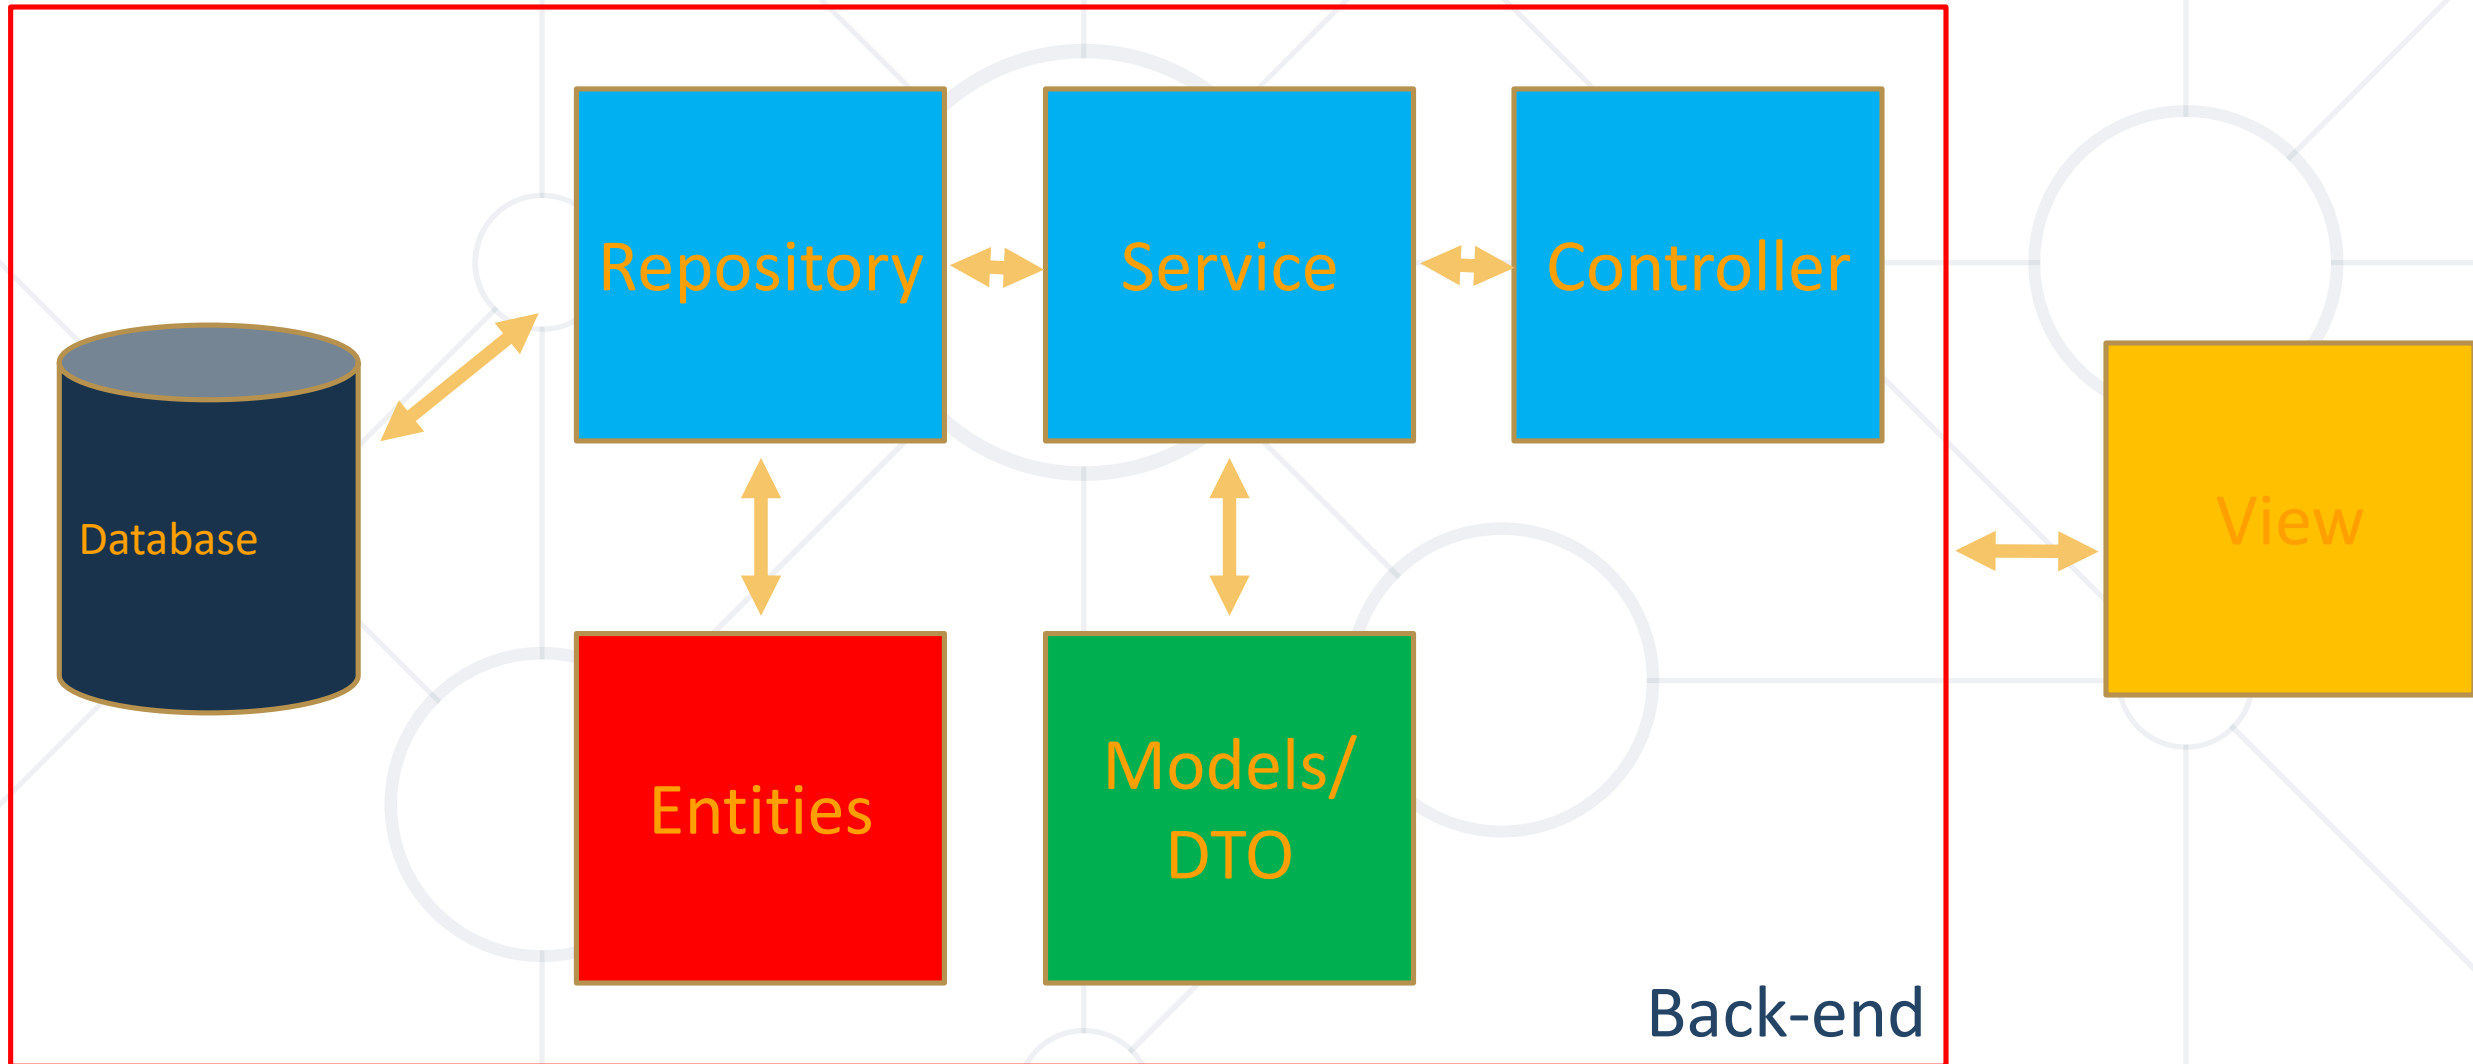 Repository
Service
Controller
Database
View
Entities
Models/
DTO
Back-end